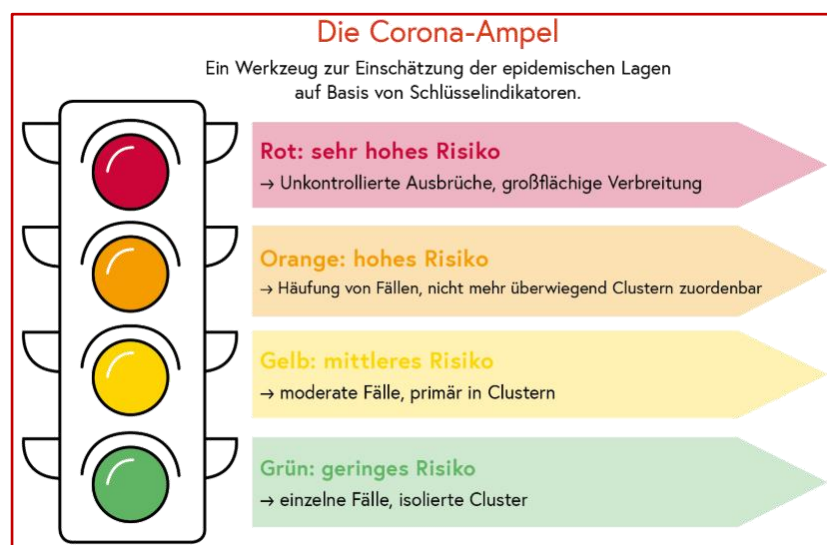 Die Corona-Ampel
Ein Werkzeug zur Einschätzung der epidemischen Lagen
auf Basis von Schlüsselindikatoren.
Rot: sehr hohes Risiko
→ Unkontrollierte Ausbrüche, großflächige Verbreitung
Orange: hohes Risiko
→ Häufung von Fällen, nicht mehr überwiegend Clustern zuordenbar
Gelb: mittleres Risiko
→ moderate Fälle, primär in Clustern
Grün: geringes Risiko
→ einzelne Fälle, isolierte Cluster